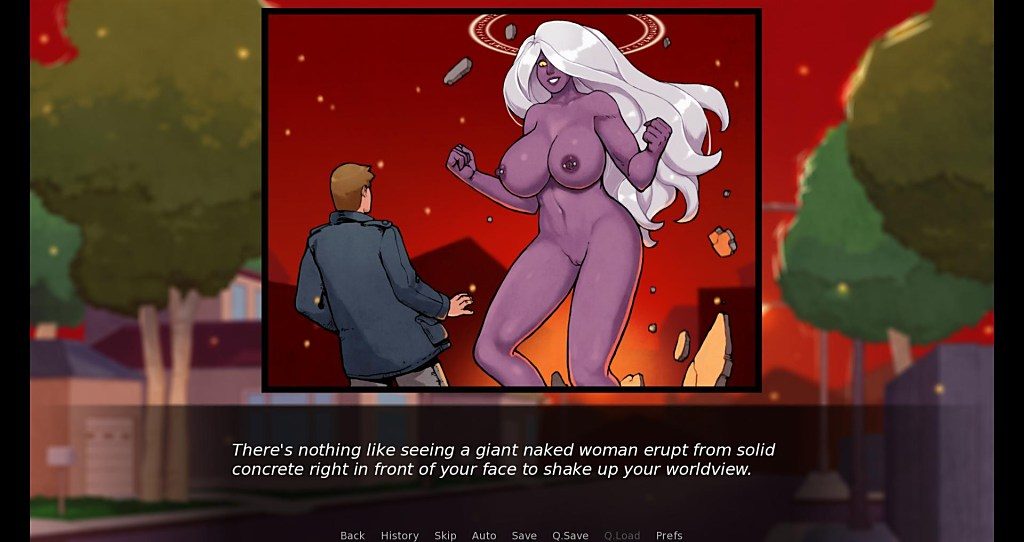 There's nothing like seeing a giant naked woman erupt from solid
concrete right in front of your face to shake up your worldview.
Back History Skip Auto Save Q.Save Q.Load Prefs